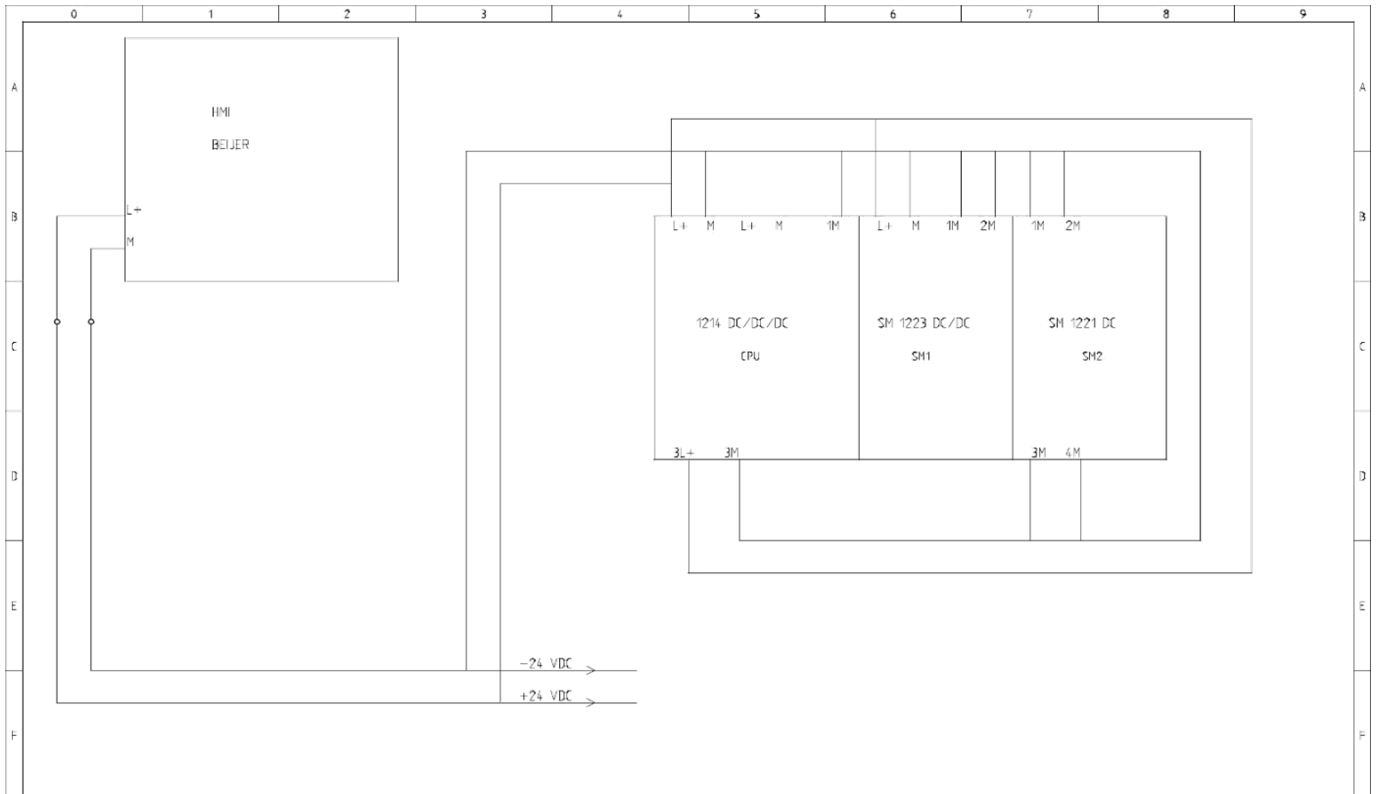 0 1 2 3 4 5 6 7 8 9
A A
HMI
BEIJER
B B
L+
M
L+ M L+ M 1M L+ M 1M 2M 1M 2M
1214 DC/DC/DC SM 1223 DC/DC SM 1221 DC
C C
CPU SM1 SM2
3L+ 3M 3M 4M
D D
E E
-24 VDC
+24 VDC
F F